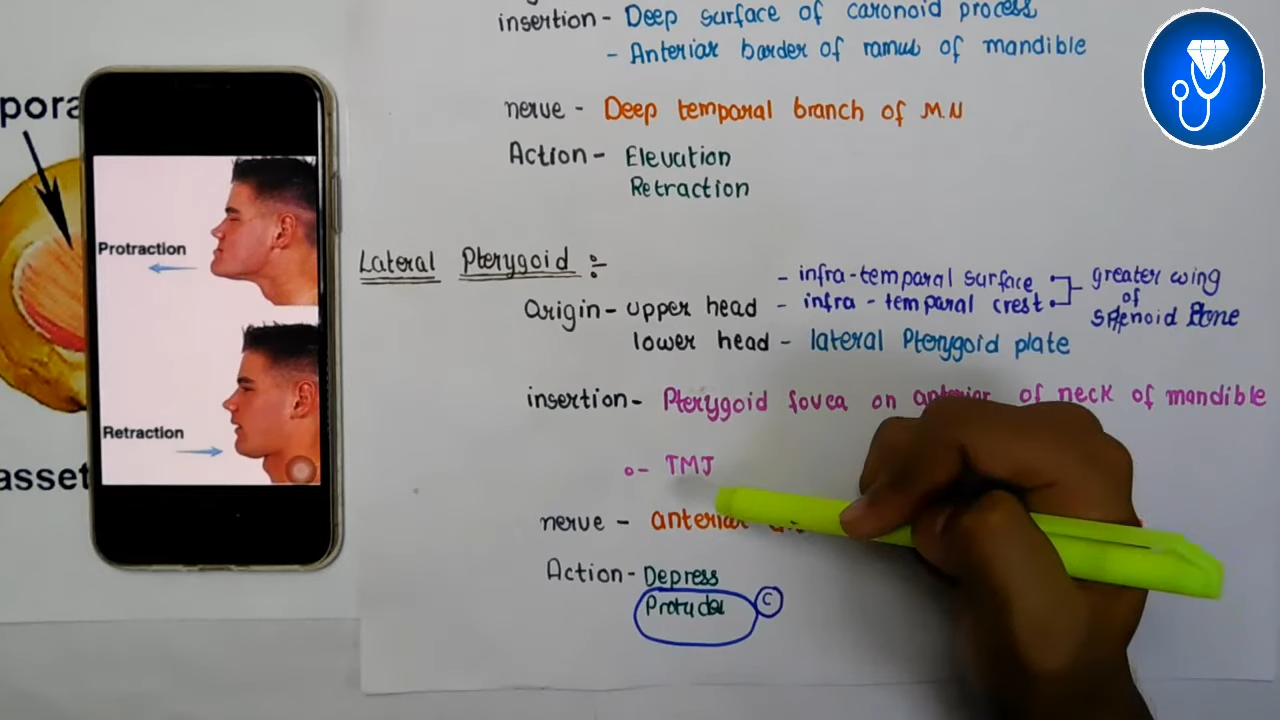 insertion - Deep surface of coronoid process
- Anterior border of ramus of mandible
nerve - Deep temporal branch of M.N
Action - Elevation
Retraction
Lateral Pterygoid :-
Origin - upper head - infra-temporal surface
- infra-temporal crest
greater wing
of
Bone
lower head - lateral Pterygoid plate
insertion - Pterygoid fovea on anterior of neck of mandible
o- TMJ
nerve - anterior
Action - Depress
C
pora
Protraction
Retraction
asset